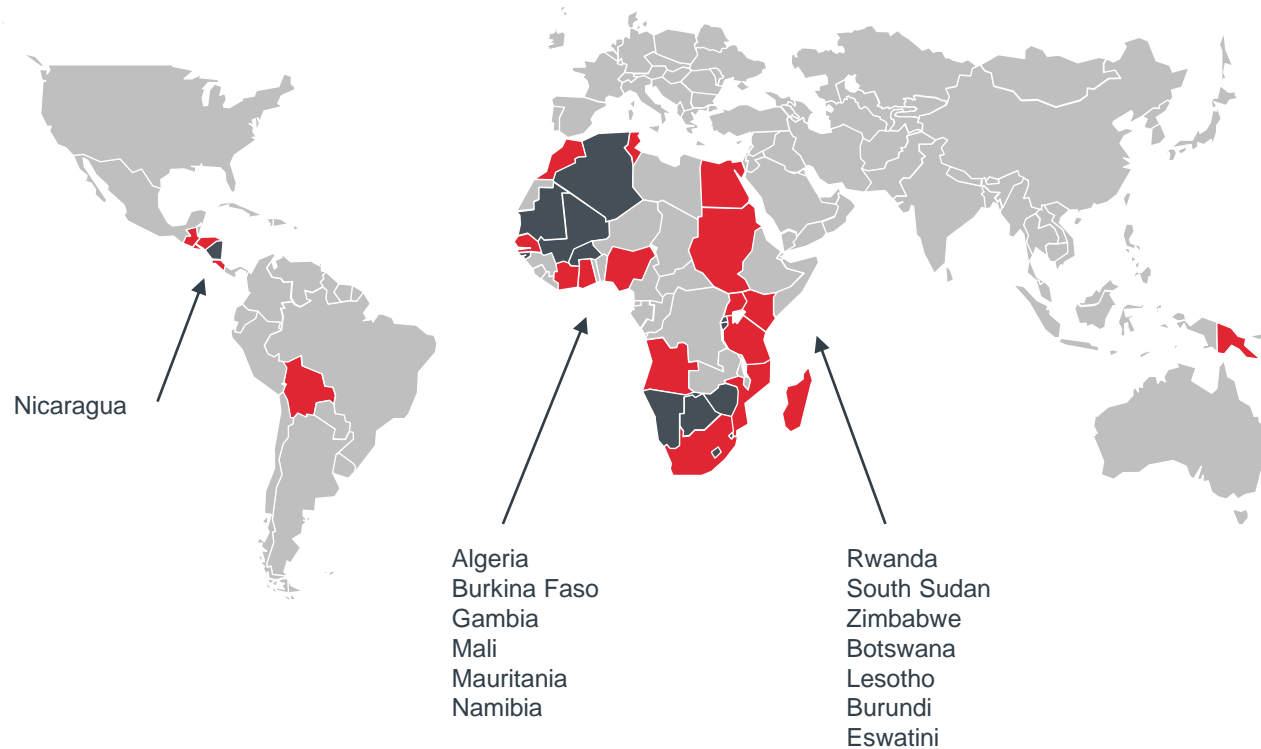 Nicaragua
Algeria
Burkina Faso
Gambia
Mali
Mauritania
Namibia
Rwanda
South Sudan
Zimbabwe
Botswana
Lesotho
Burundi
Eswatini